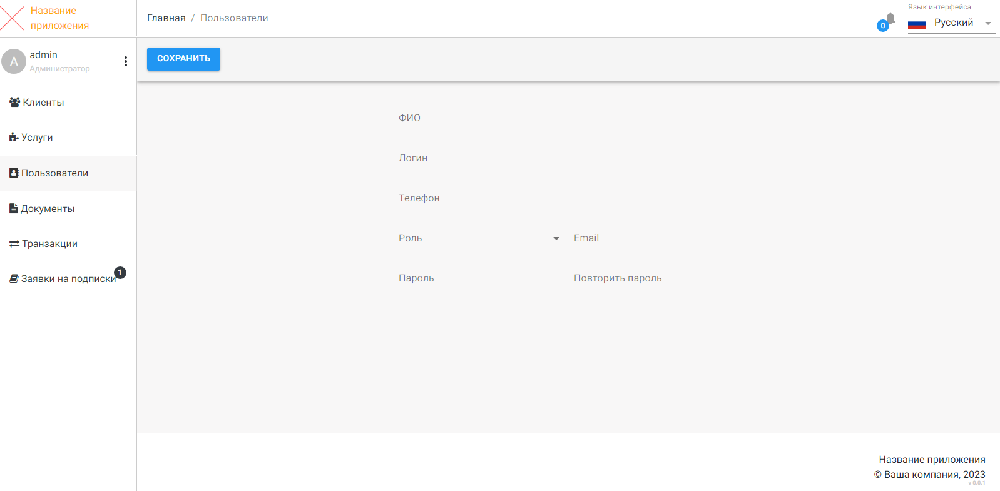 Название
приложения
Главная / Пользователи
0
Язык интерфейса
Русский
A
admin
Администратор
СОХРАНИТЬ
Клиенты
Услуги
Пользователи
Документы
Транзакции
Заявки на подписки
1
ФИО
Логин
Телефон
Роль
Email
Пароль
Повторить пароль
Название приложения
© Ваша компания, 2023
v 0.0.1